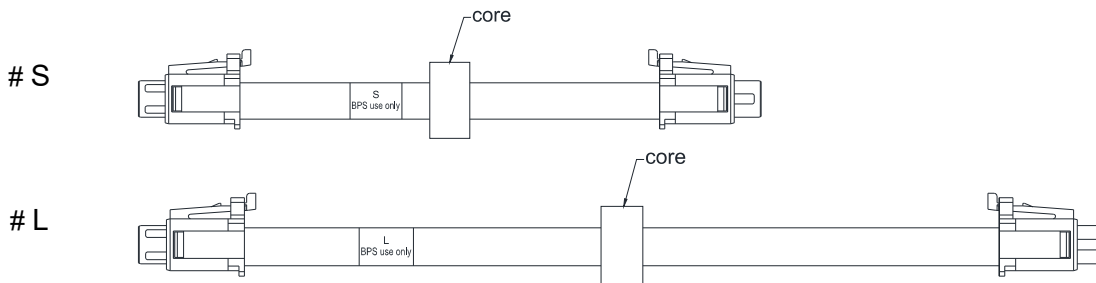 core
# S
S
BPS use only
core
# L
L
BPS use only